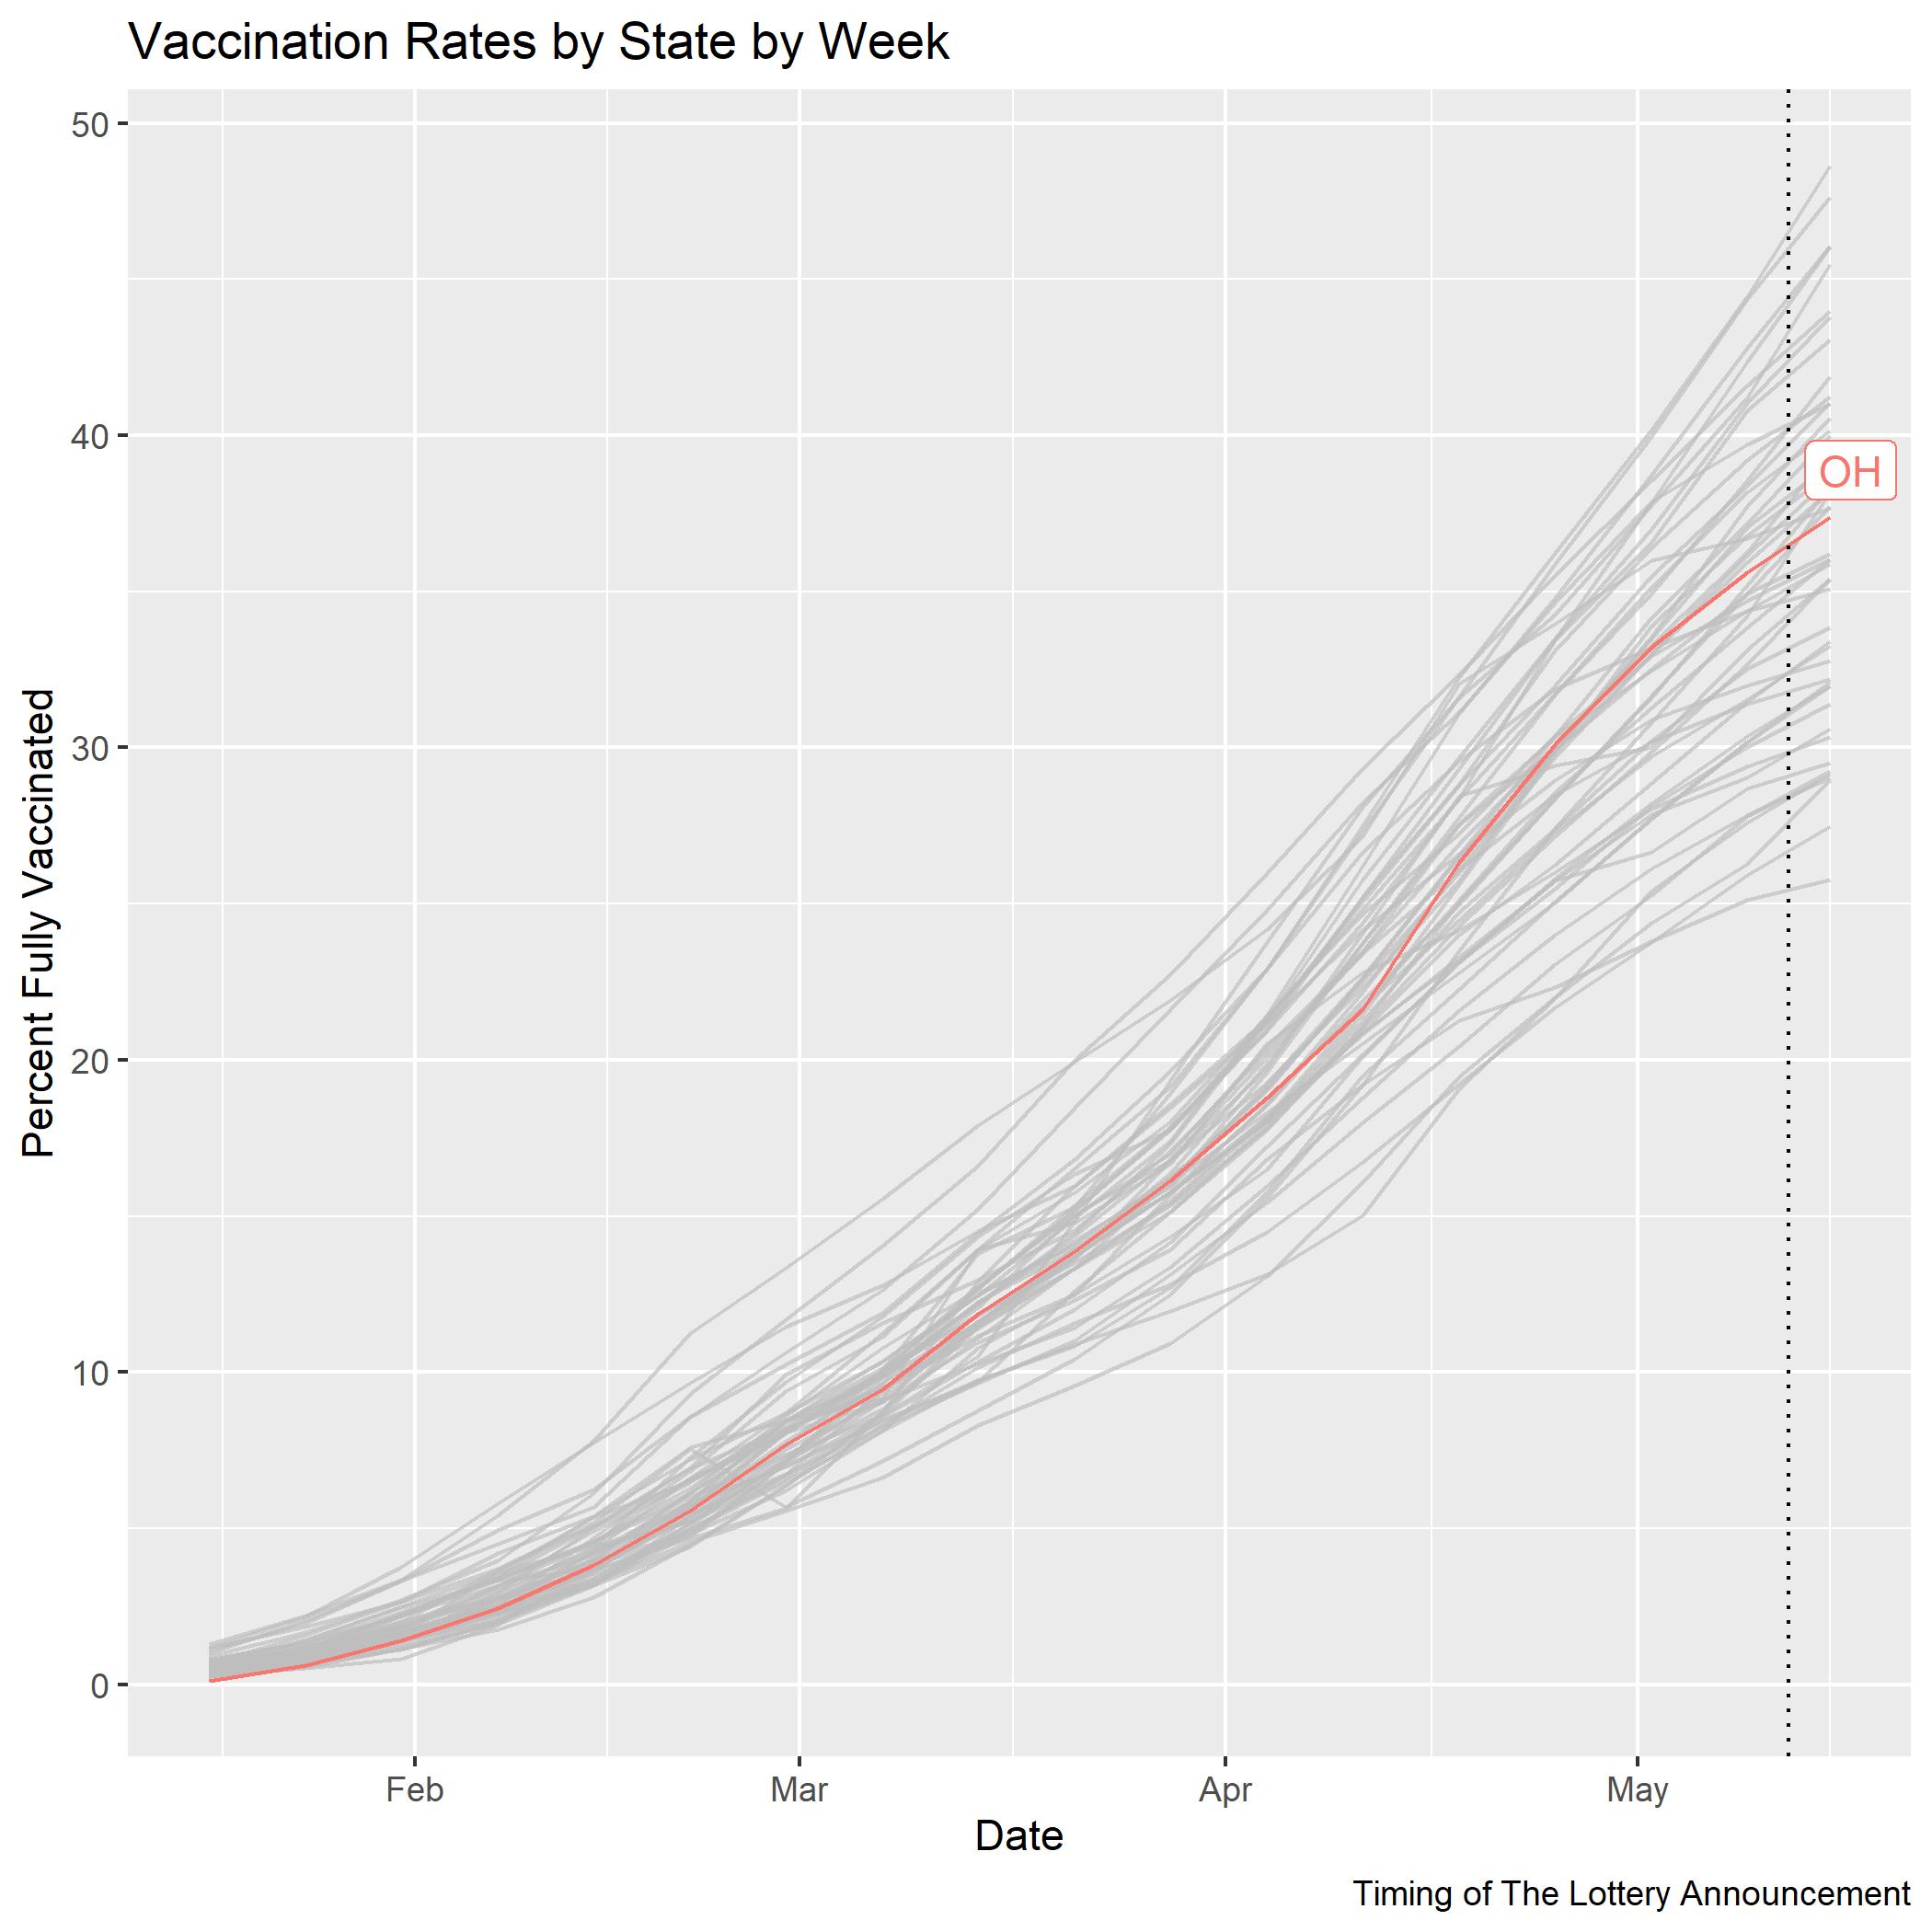 Vaccination Rates by State by Week
Percent Fully Vaccinated
50
40
30
20
10
0
OH
Feb Mar Apr May
Date
Timing of The Lottery Announcement